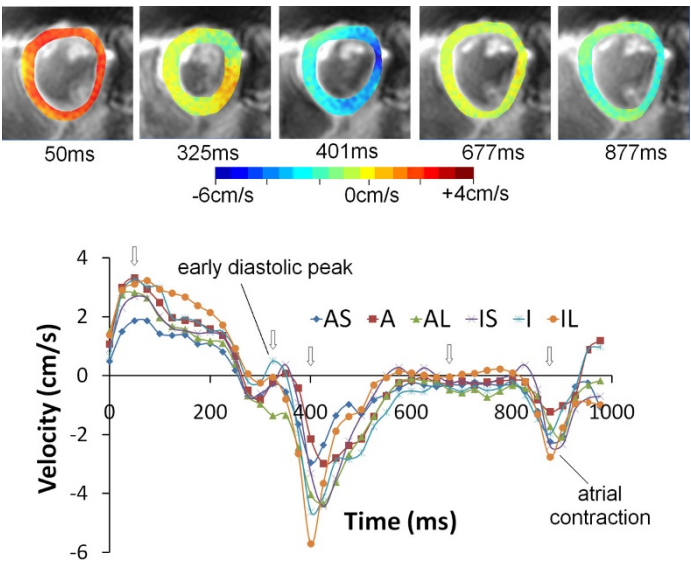 50ms 325ms 401ms 677ms 877ms
-6cm/s 0cm/s +4cm/s
early diastolic peak
AS A AL IS I IL
4
2
0
-2
-4
-6
0 200 400 600 800 1000
Velocity (cm/s)
Time (ms)
atrial
contraction